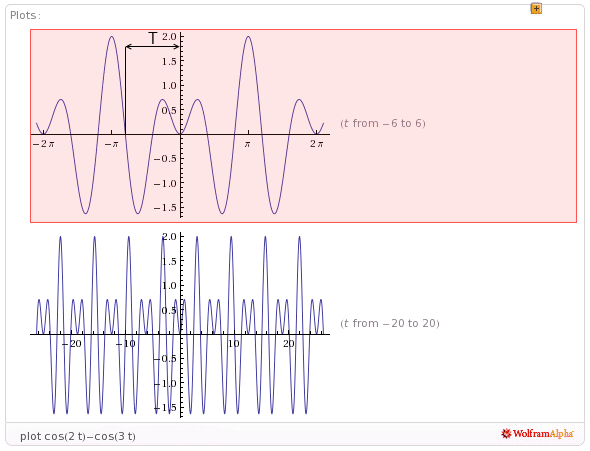 Plots:
T
2.0
1.5
1.0
0.5
−2 π −π π 2 π
−0.5
−1.0
−1.5
(t from −6 to 6)
2.0
1.5
1.0
0.5
−20 −10 10 20
−0.5
−1.0
−1.5
(t from −20 to 20)
plot cos(2 t)−cos(3 t)
WolframAlpha